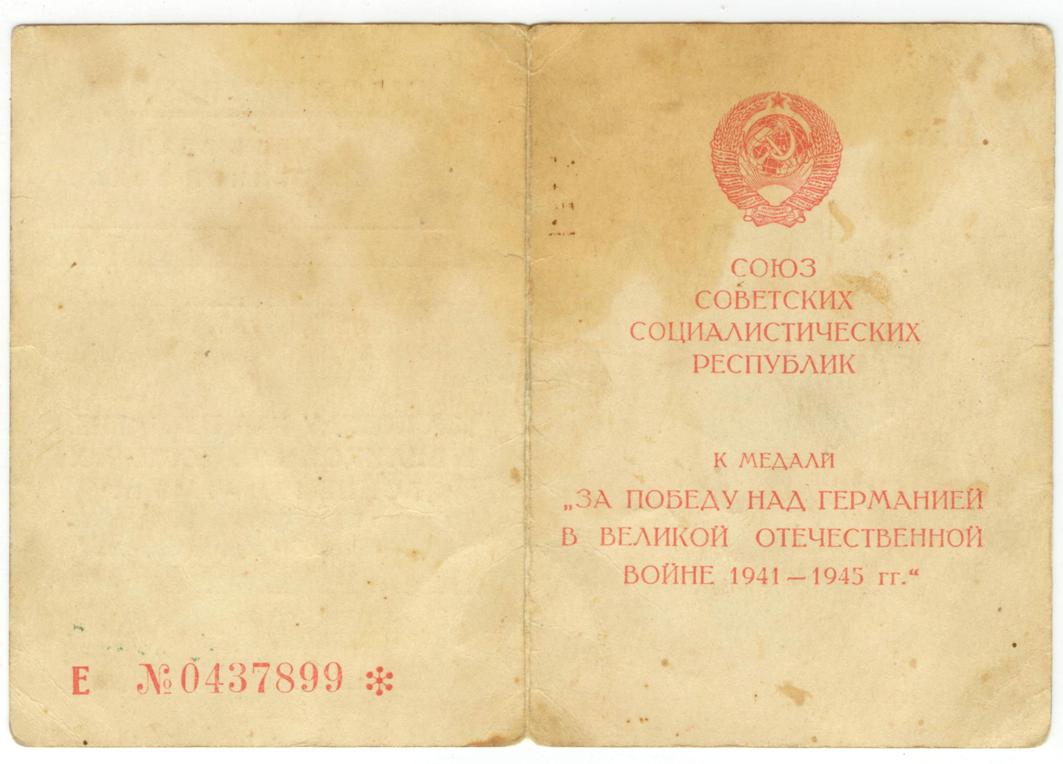 Е №0437899 *
СОЮЗ
СОВЕТСКИХ
СОЦИАЛИСТИЧЕСКИХ
РЕСПУБЛИК
К МЕДАЛИ
„ЗА ПОБЕДУ НАД ГЕРМАНИЕЙ
В ВЕЛИКОЙ ОТЕЧЕСТВЕННОЙ
ВОЙНЕ 1941—1945 гг.“